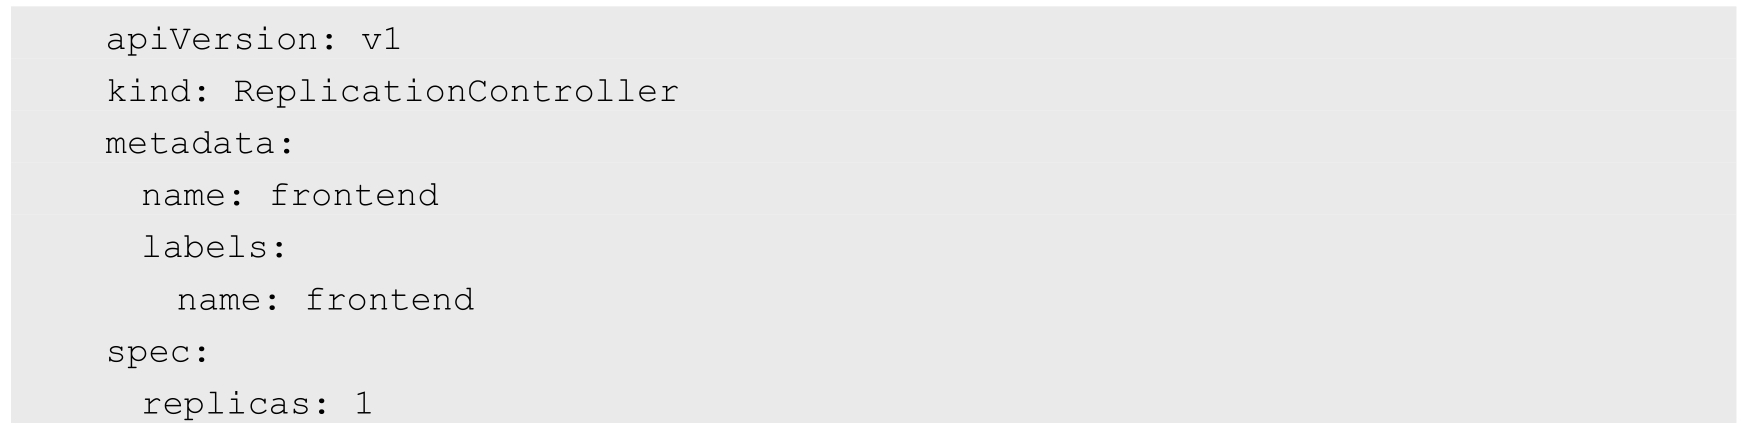 apiVersion: v1
kind: ReplicationController
metadata:
  name: frontend
  labels:
    name: frontend
spec:
  replicas: 1